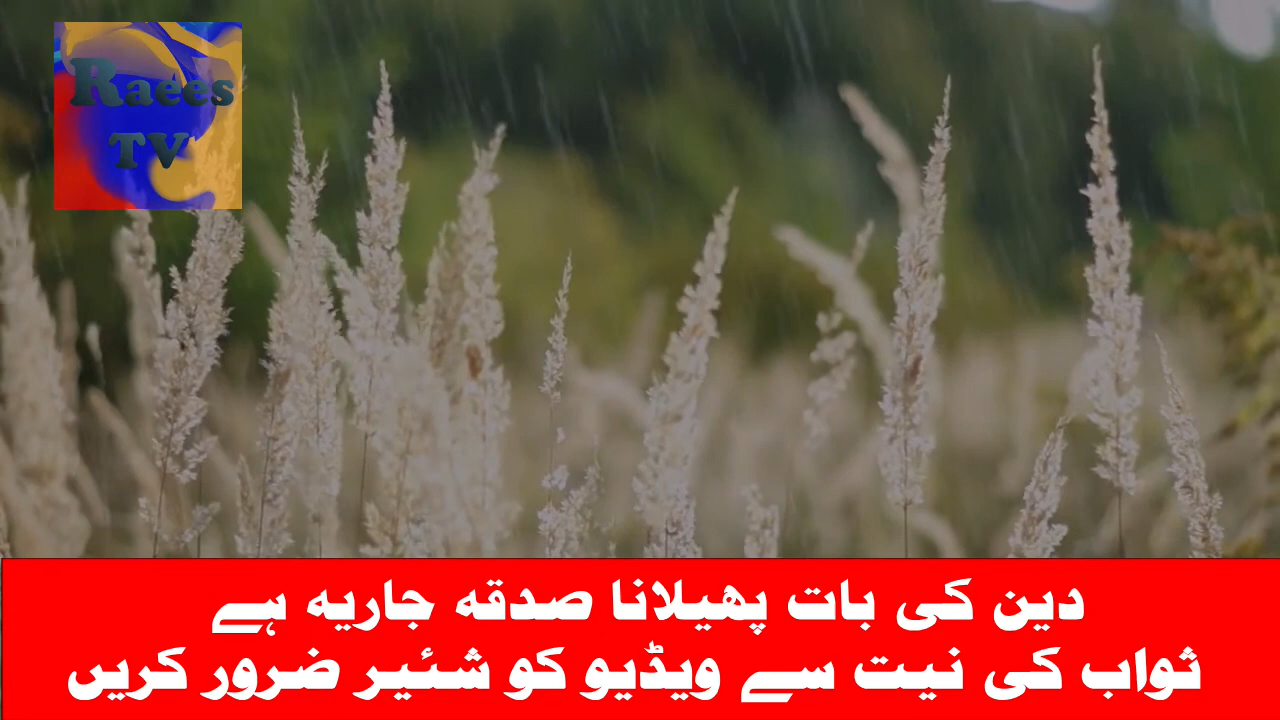 Raees
TV
دین کی بات پھیلانا صدقہ جاریہ ہے
ثواب کی نیت سے ویڈیو کو شئیر ضرور کریں